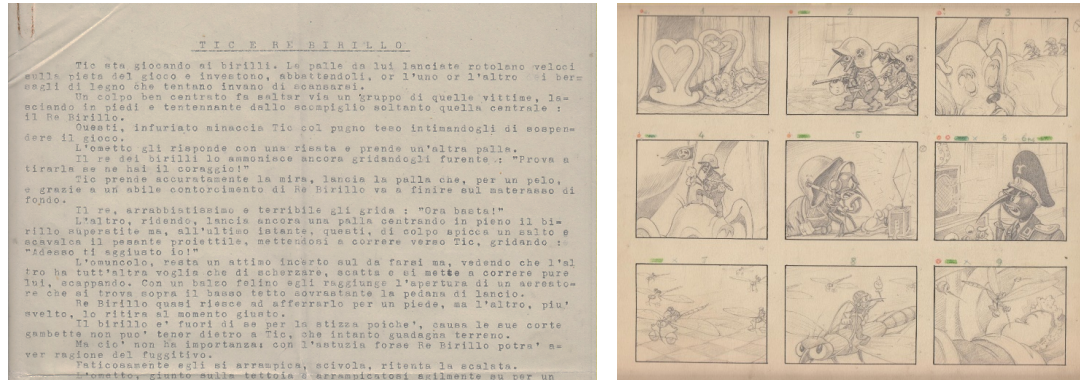 TIC E RE BIRILLO
Tic sta giocando ai birilli. La palle da lui lanciate rotolano veloci
sulla pista del gioco e investono, abbattendoli, or l'uno or l'altro dei bers
sagli di legno che tentano invano di scansarsi.
Un colpo ben centrato fa saltar via un gruppo di quelle vittime, la=
sciando in piedi e tentennante dallo scompiglio soltanto quella centrale :
il Re Birillo.
Questi, infuriato minaccia Tic col pugno teso intimandogli di sospen=
dere il gioco.
L'ometto gli risponde con una risata e prende un'altra palla.
Il re dei birilli lo ammonisce ancora gridandogli furente : "Prova a
tirarla se ne hai il coraggio!"
Tic prende accuratamente la mira, lancia la palla che, per un pelo,
e grazie a un'abile contorcimento di Re Birillo va a finire sul materasso di
fondo.
Il re, arrabbiatissimo e terribile gli grida : "Ora basta!"
L'altro, ridendo, lancia ancora una palla centrando in pieno il bi=
rillo superstite ma, all'ultimo istante, questi, di colpo spicca un salto e
scavalca il pesante proiettile, mettendosi a correre verso Tic, gridando :
"Adesso ti aggiusto io!"
L'omuncolo, resta un attimo incerto sul da farsi ma, vedendo che l'al
tro ha tutt'altra voglia che di scherzare, scatta e si mette a correre pure
lui, scappando. Con un balzo felino egli raggiunge l'apertura di un aeresto=
re che si trova sopra il basso tetto sovrastante la pedana di lancio.
Re Birillo quasi riesce ad afferrarlo per un piede, ma l'altro, piu'
svelto, lo ritira al momento giusto.
Il birillo e' fuori di se per la stizza poiche', causa le sue corte
gambette non puo' tener dietro a Tic, che intanto guadagna terreno.
Ma cio' non ha importanza: con l'astuzia forse Re Birillo potra' a=
ver ragione del fuggitivo.
Faticosamente egli si arrampica, scivola, ritenta la scalata.
L'ometto, giunto sulla tettoia e arrampicatosi agilmente su per un
1 2 3
4 5 6
7 8 9